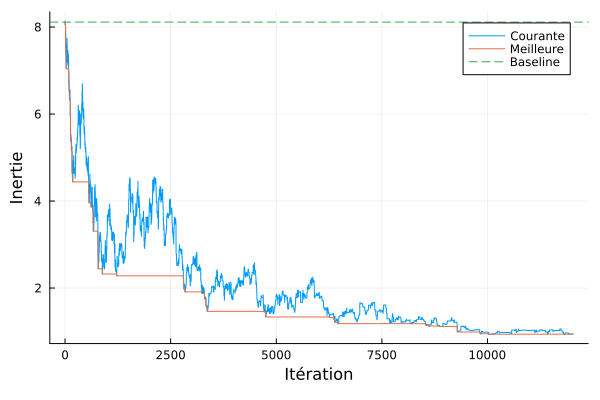 8
6
4
2
Inertie
Courante
Meilleure
Baseline
0
2500
5000
7500
10000
Itération